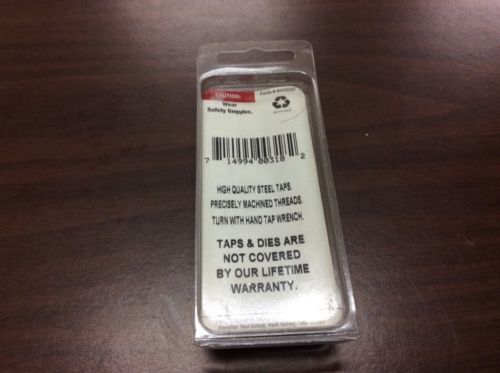 CAUTION:
Wear
Safety Goggles.
7 14994 00318 2
HIGH QUALITY STEEL TAPS.
PRECISELY MACHINED THREADS.
TURN WITH HAND TAP WRENCH.
TAPS & DIES ARE
NOT COVERED
BY OUR LIFETIME
WARRANTY.